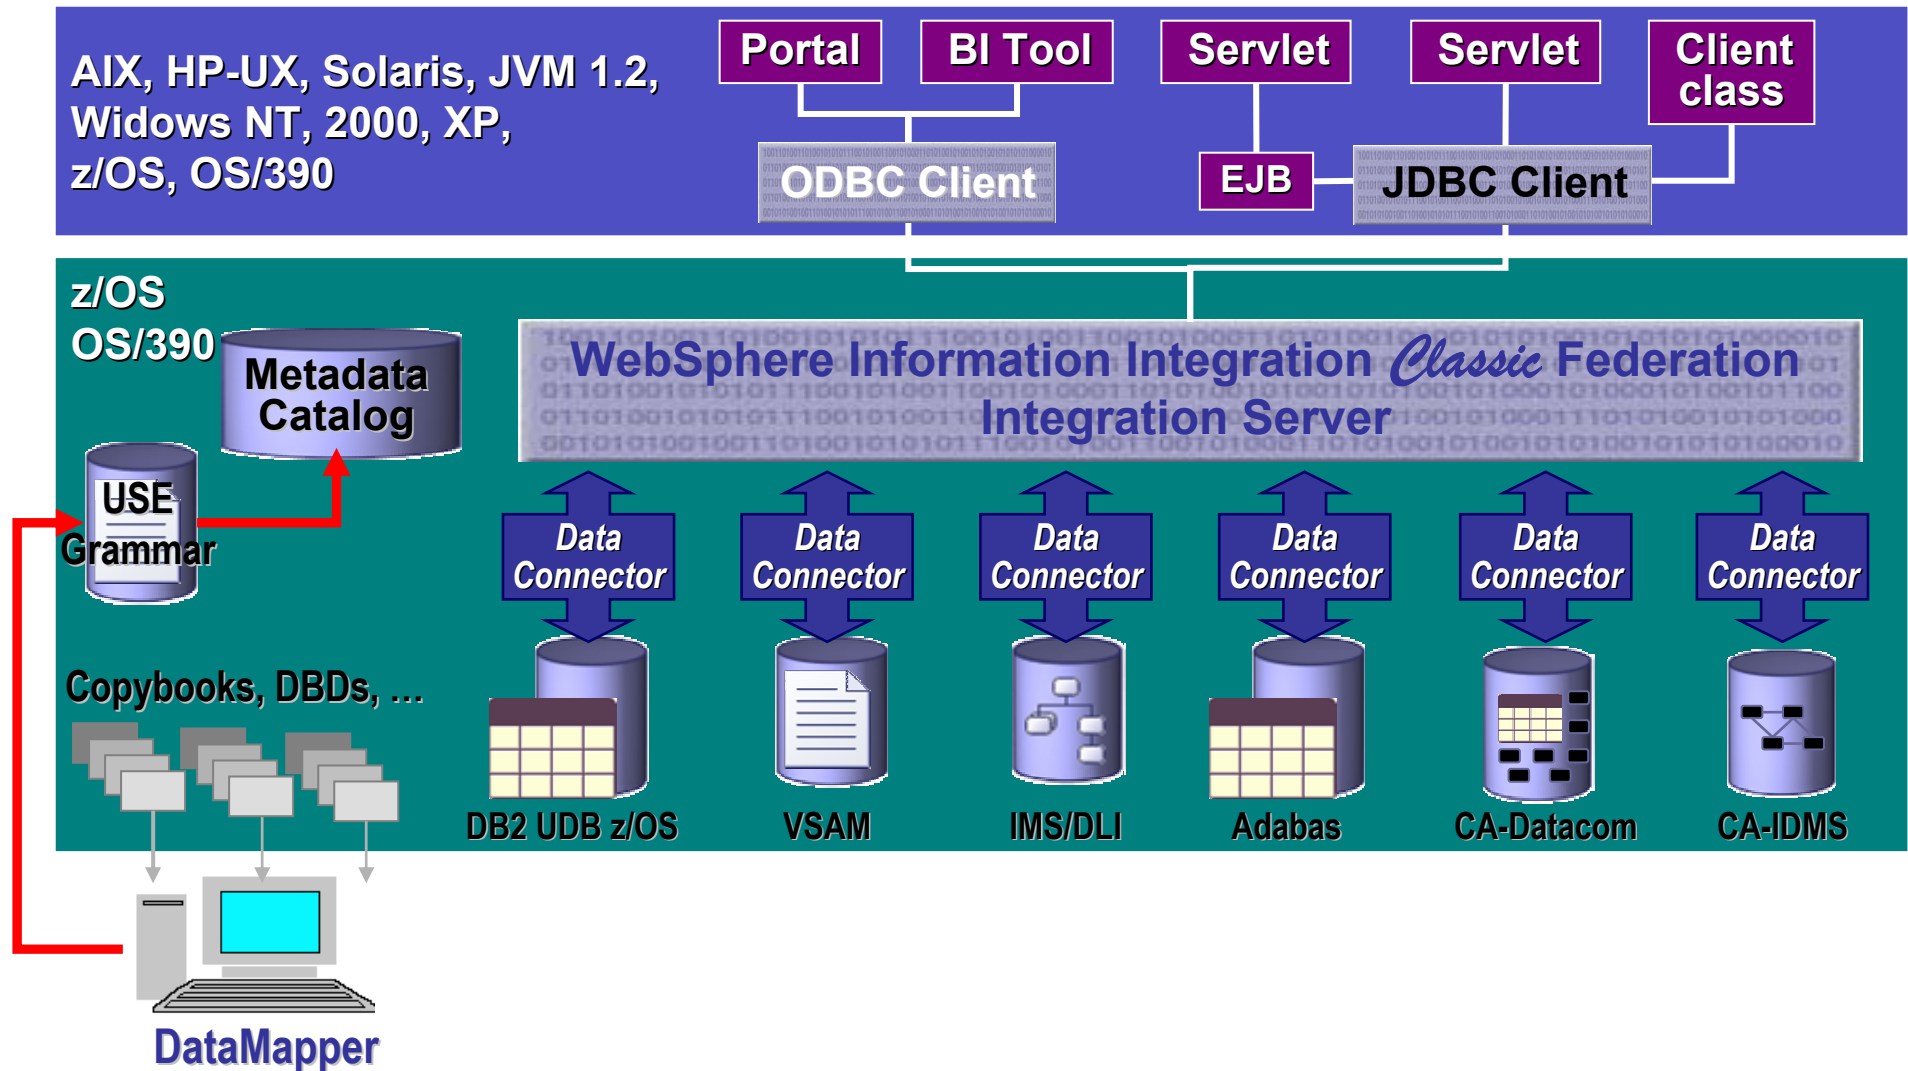 AIX, HP-UX, Solaris, JVM 1.2,
Widows NT, 2000, XP,
z/OS, OS/390
Portal
BI Tool
Servlet
Servlet
Client
class
ODBC Client
EJB
JDBC Client
z/OS
OS/390
Metadata
Catalog
USE
Grammar
WebSphere Information Integration Classic Federation
Integration Server
Data
Connector
Data
Connector
Data
Connector
Data
Connector
Data
Connector
Data
Connector
Copybooks, DBDs, …
DB2 UDB z/OS
VSAM
IMS/DLI
Adabas
CA-Datacom
CA-IDMS
DataMapper